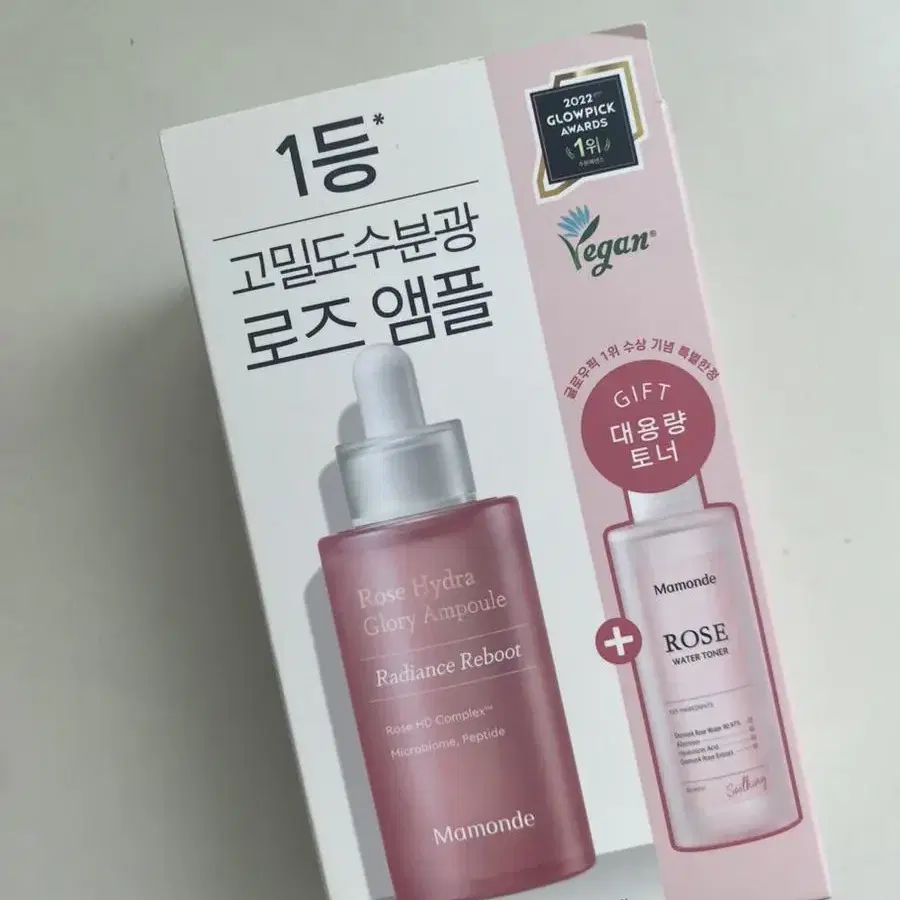 1등*
고밀도수분광
로즈 앰플
2022
GLOWPICK
AWARDS
1위
Vegan®
글로우픽 1위 수상 기념 특별한정
GIFT
대용량
토너
Rose Hydra
Glory Ampoule
Radiance Reboot
Rose HD Complex™
Microbiome, Peptide
Mamonde
+
Mamonde
ROSE
WATER TONER
Soothing